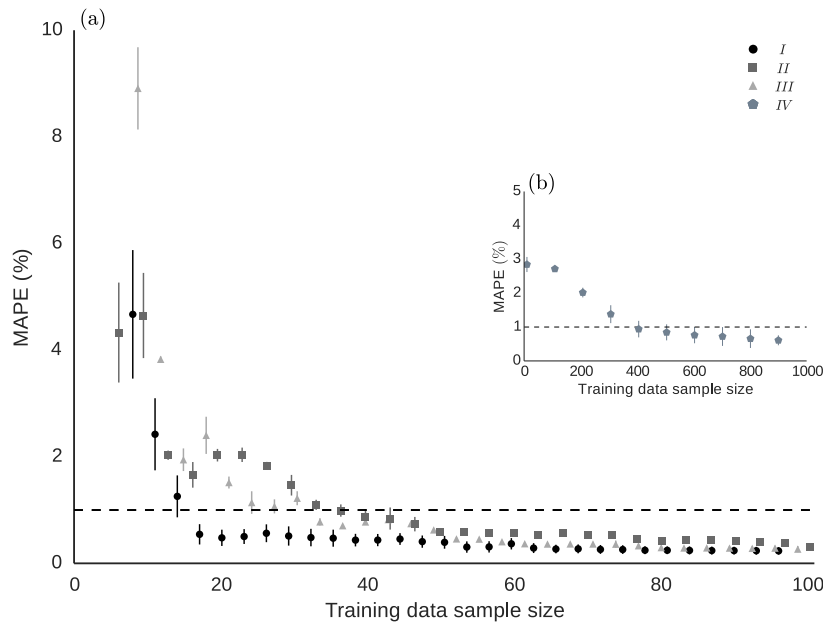 (a)
10
8
6
4
2
0
MAPE (%)
0 20 40 60 80 100
Training data sample size
I
II
III
IV
(b)
5
4
3
2
1
0
MAPE (%)
0 200 400 600 800 1000
Training data sample size